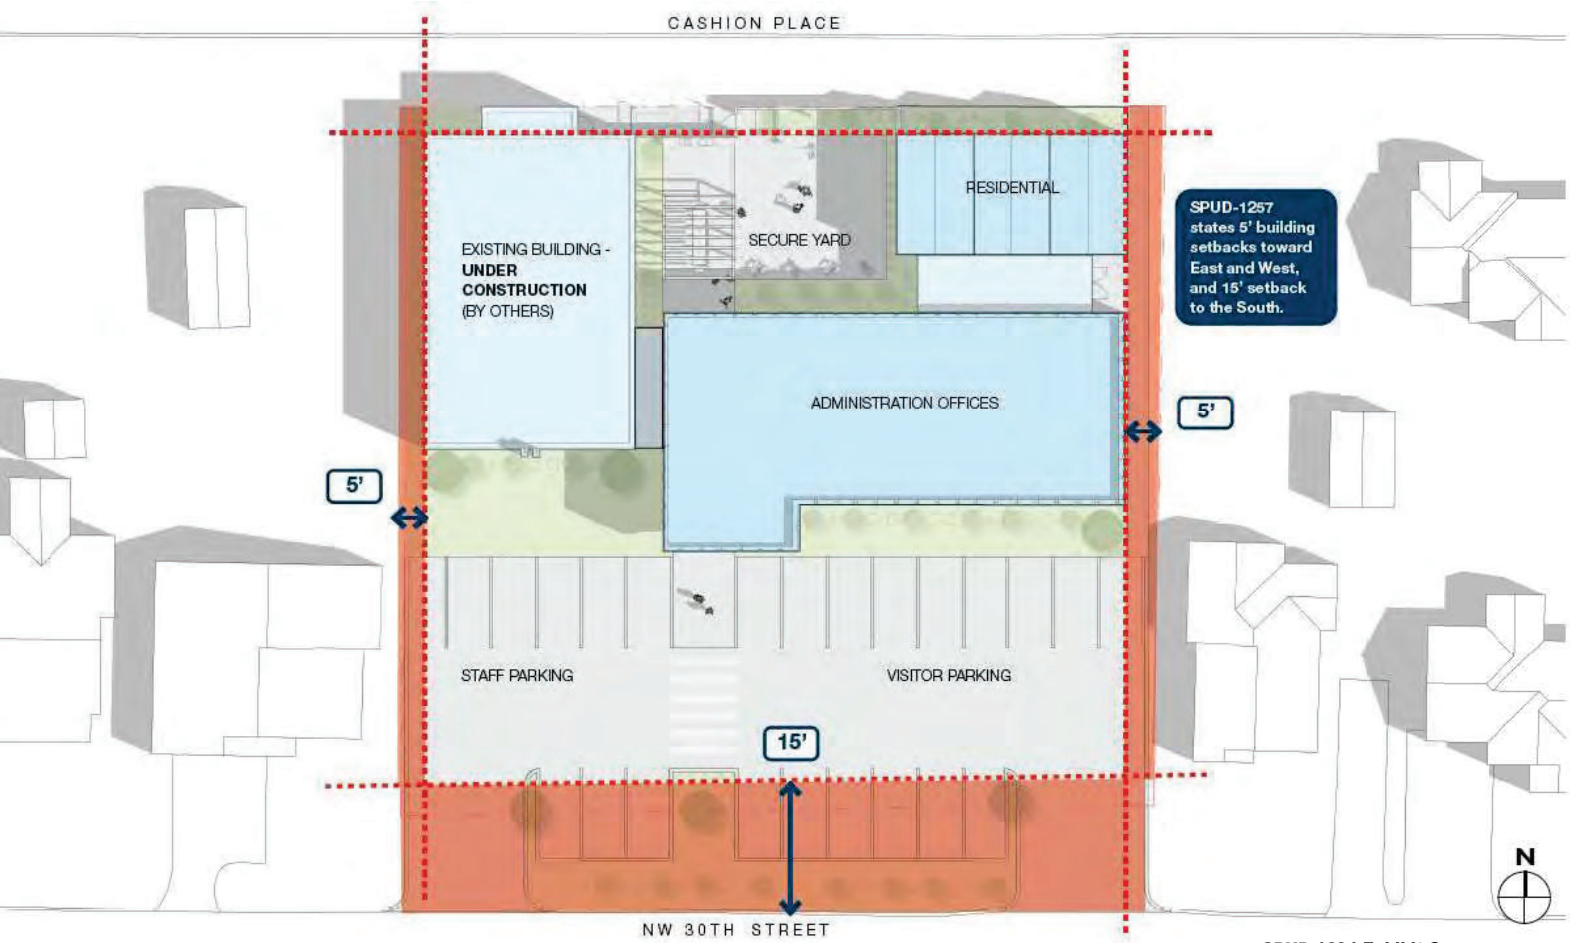 CASHION PLACE
RESIDENTIAL
SPUD-1257
states 5' building
setbacks toward
East and West,
and 15' setback
to the South.
EXISTING BUILDING -
UNDER
CONSTRUCTION
(BY OTHERS)
SECURE YARD
ADMINISTRATION OFFICES
5'
5'
STAFF PARKING
VISITOR PARKING
15'
N
NW 30TH STREET